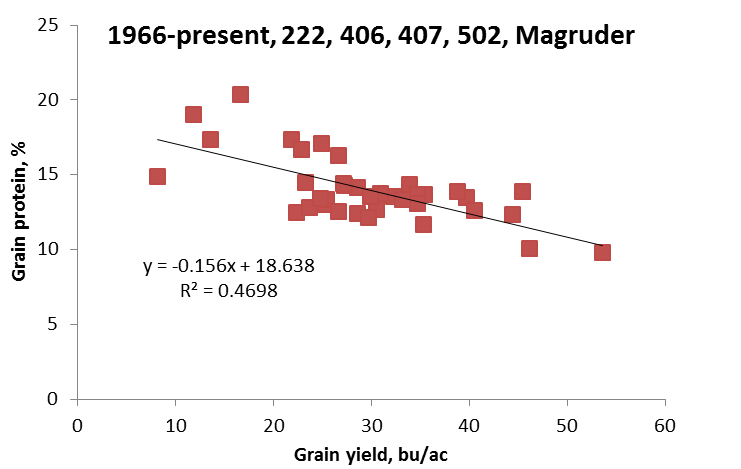 1966-present, 222, 406, 407, 502, Magruder
25
20
15
10
5
0
Grain protein, %
y = -0.156x + 18.638
R² = 0.4698
0 10 20 30 40 50 60
Grain yield, bu/ac